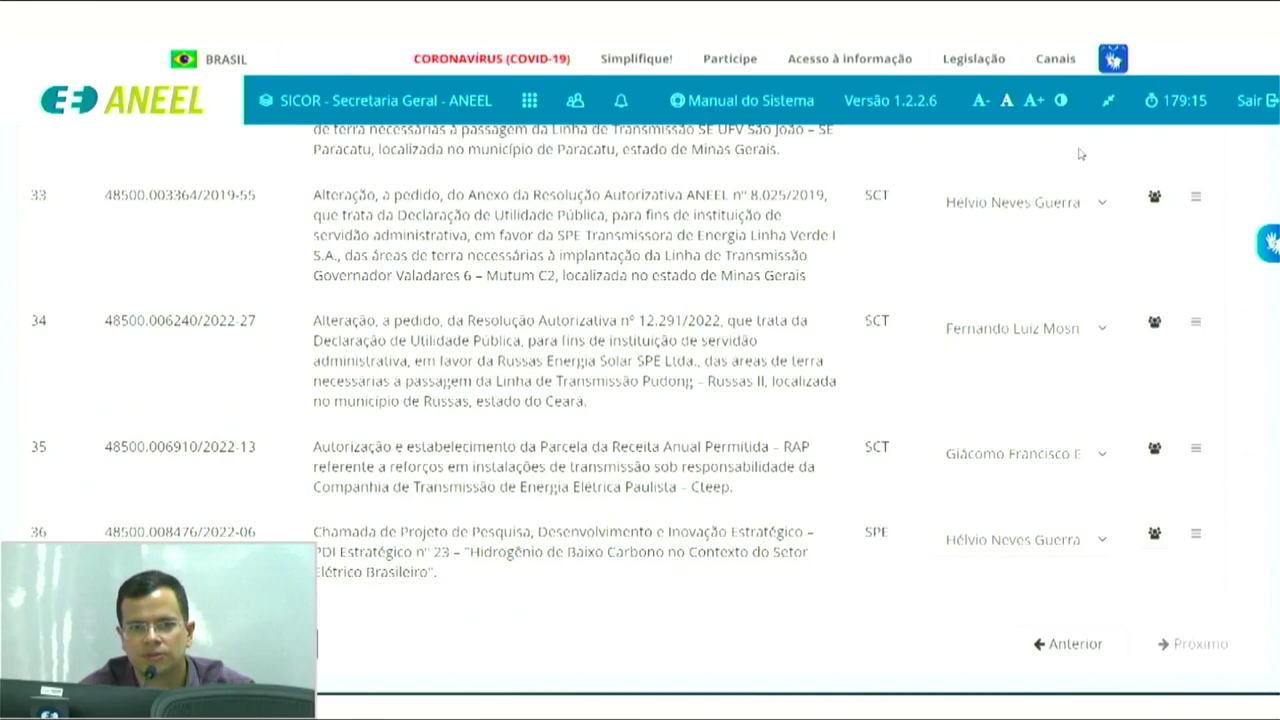 BRASIL
CORONAVÍRUS (COVID-19) Simplifique! Participe Acesso à informação Legislação Canais
ANEEL
SICOR - Secretaria Geral - ANEEL Manual do Sistema Versão 1.2.2.6 A- A A+ 179:15 Sair
de terra necessárias à passagem da Linha de Transmissão SE UFV São João – SE
Paracatu, localizada no município de Paracatu, estado de Minas Gerais.
33 48500.003364/2019-55 Alteração, a pedido, do Anexo da Resolução Autorizativa ANEEL nº 8.025/2019, SCT Hélvio Neves Guerra
que trata da Declaração de Utilidade Pública, para fins de instituição de
servidão administrativa, em favor da SPE Transmissora de Energia Linha Verde I
S.A., das áreas de terra necessárias à implantação da Linha de Transmissão
Governador Valadares 6 – Mutum C2, localizada no estado de Minas Gerais
34 48500.006240/2022-27 Alteração, a pedido, da Resolução Autorizativa nº 12.291/2022, que trata da SCT Fernando Luiz Mosn
Declaração de Utilidade Pública, para fins de instituição de servidão
administrativa, em favor da Russas Energia Solar SPE Ltda., das áreas de terra
necessárias à passagem da Linha de Transmissão Pudong – Russas II, localizada
no município de Russas, estado do Ceará.
35 48500.006910/2022-13 Autorização e estabelecimento da Parcela da Receita Anual Permitida – RAP SCT Giácomo Francisco B
referente a reforços em instalações de transmissão sob responsabilidade da
Companhia de Transmissão de Energia Elétrica Paulista – Cteep.
36 48500.008476/2022-06 Chamada de Projeto de Pesquisa, Desenvolvimento e Inovação Estratégico – SPE Hélvio Neves Guerra
PDI Estratégico nº 23 – "Hidrogênio de Baixo Carbono no Contexto do Setor
Elétrico Brasileiro".
Anterior Próximo